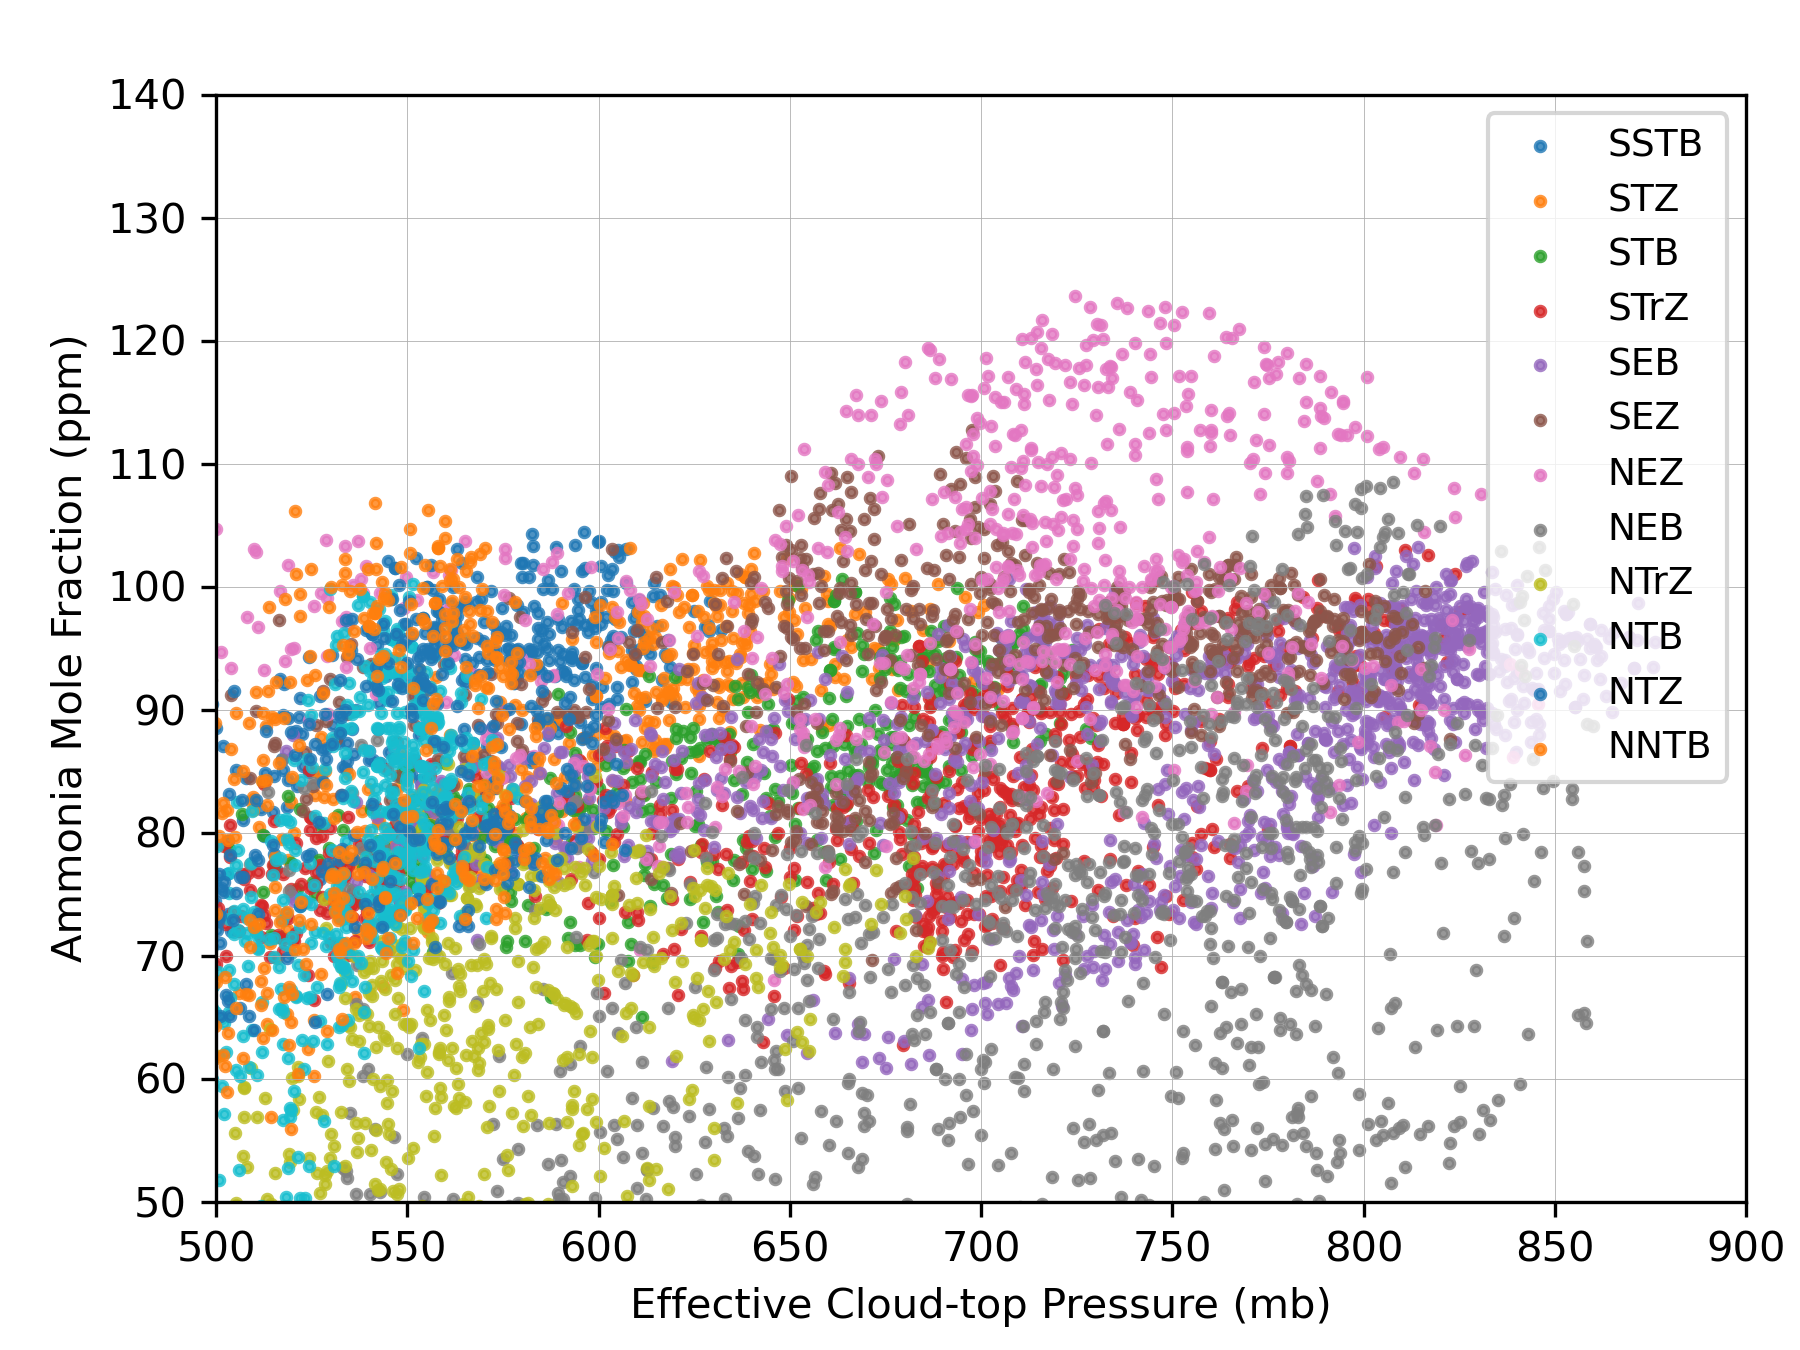 140
130
120
110
100
90
80
70
60
50
Ammonia Mole Fraction (ppm)
500 550 600 650 700 750 800 850 900
Effective Cloud-top Pressure (mb)
SSTB
STZ
STB
STrZ
SEB
SEZ
NEZ
NEB
NTrZ
NTB
NTZ
NNTB